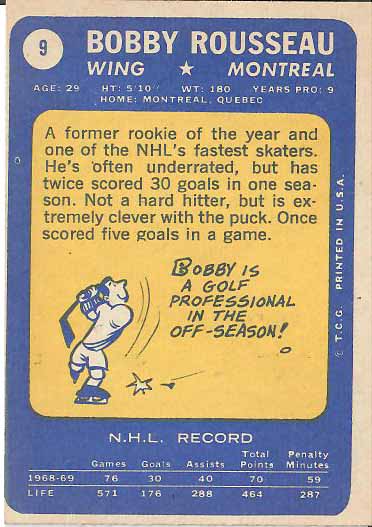 9
BOBBY ROUSSEAU
WING ★ MONTREAL
AGE: 29 HT: 5'10" WT: 180 YEARS PRO: 9
HOME: MONTREAL, QUEBEC
A former rookie of the year and
one of the NHL's fastest skaters.
He's often underrated, but has
twice scored 30 goals in one sea-
son. Not a hard hitter, but is ex-
tremely clever with the puck. Once
scored five goals in a game.
BOBBY IS
A GOLF
PROFESSIONAL
IN THE
OFF-SEASON!
© T.C.G. PRINTED IN U.S.A.
N.H.L. RECORD
Games Goals Assists Total Points Penalty Minutes
1968-69 76 30 40 70 59
LIFE 571 176 288 464 287